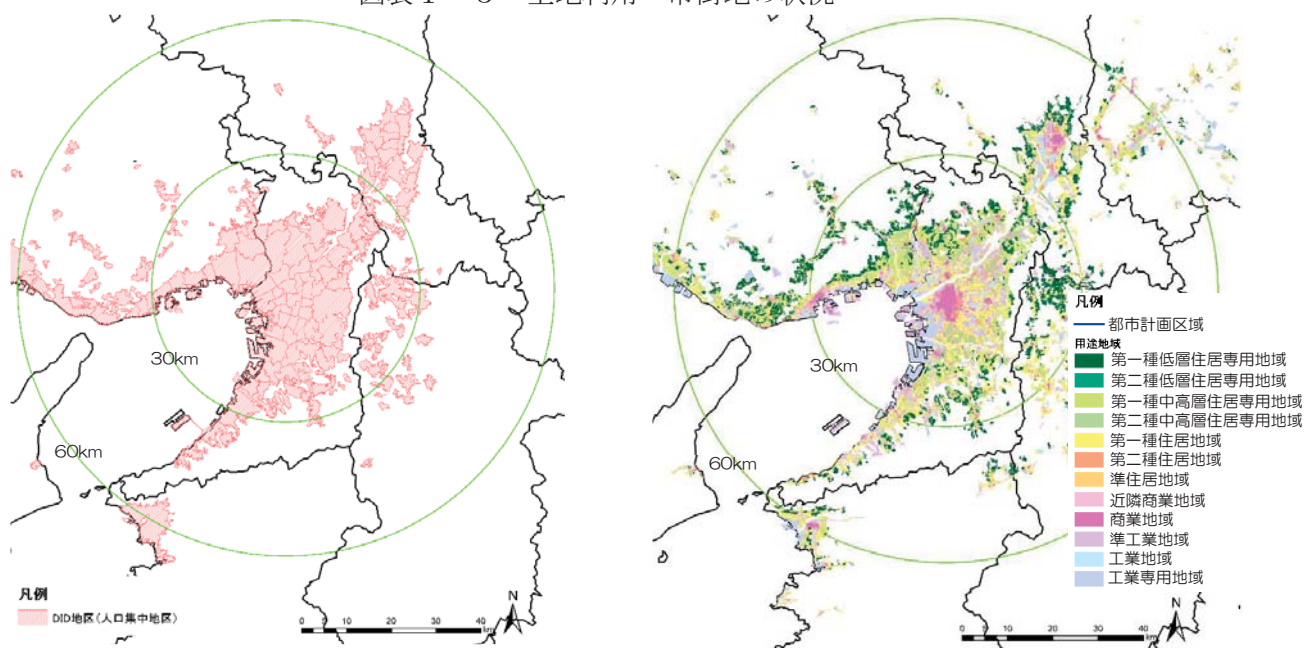 30km
60km
凡例
DID地区(人口集中地区)
0 10 20 30 40
km
N
30km
60km
凡例
都市計画区域
用途地域
第一種低層住居専用地域
第二種低層住居専用地域
第一種中高層住居専用地域
第二種中高層住居専用地域
第一種住居地域
第二種住居地域
準住居地域
近隣商業地域
商業地域
準工業地域
工業地域
工業専用地域
0 10 20 30 40
km
N